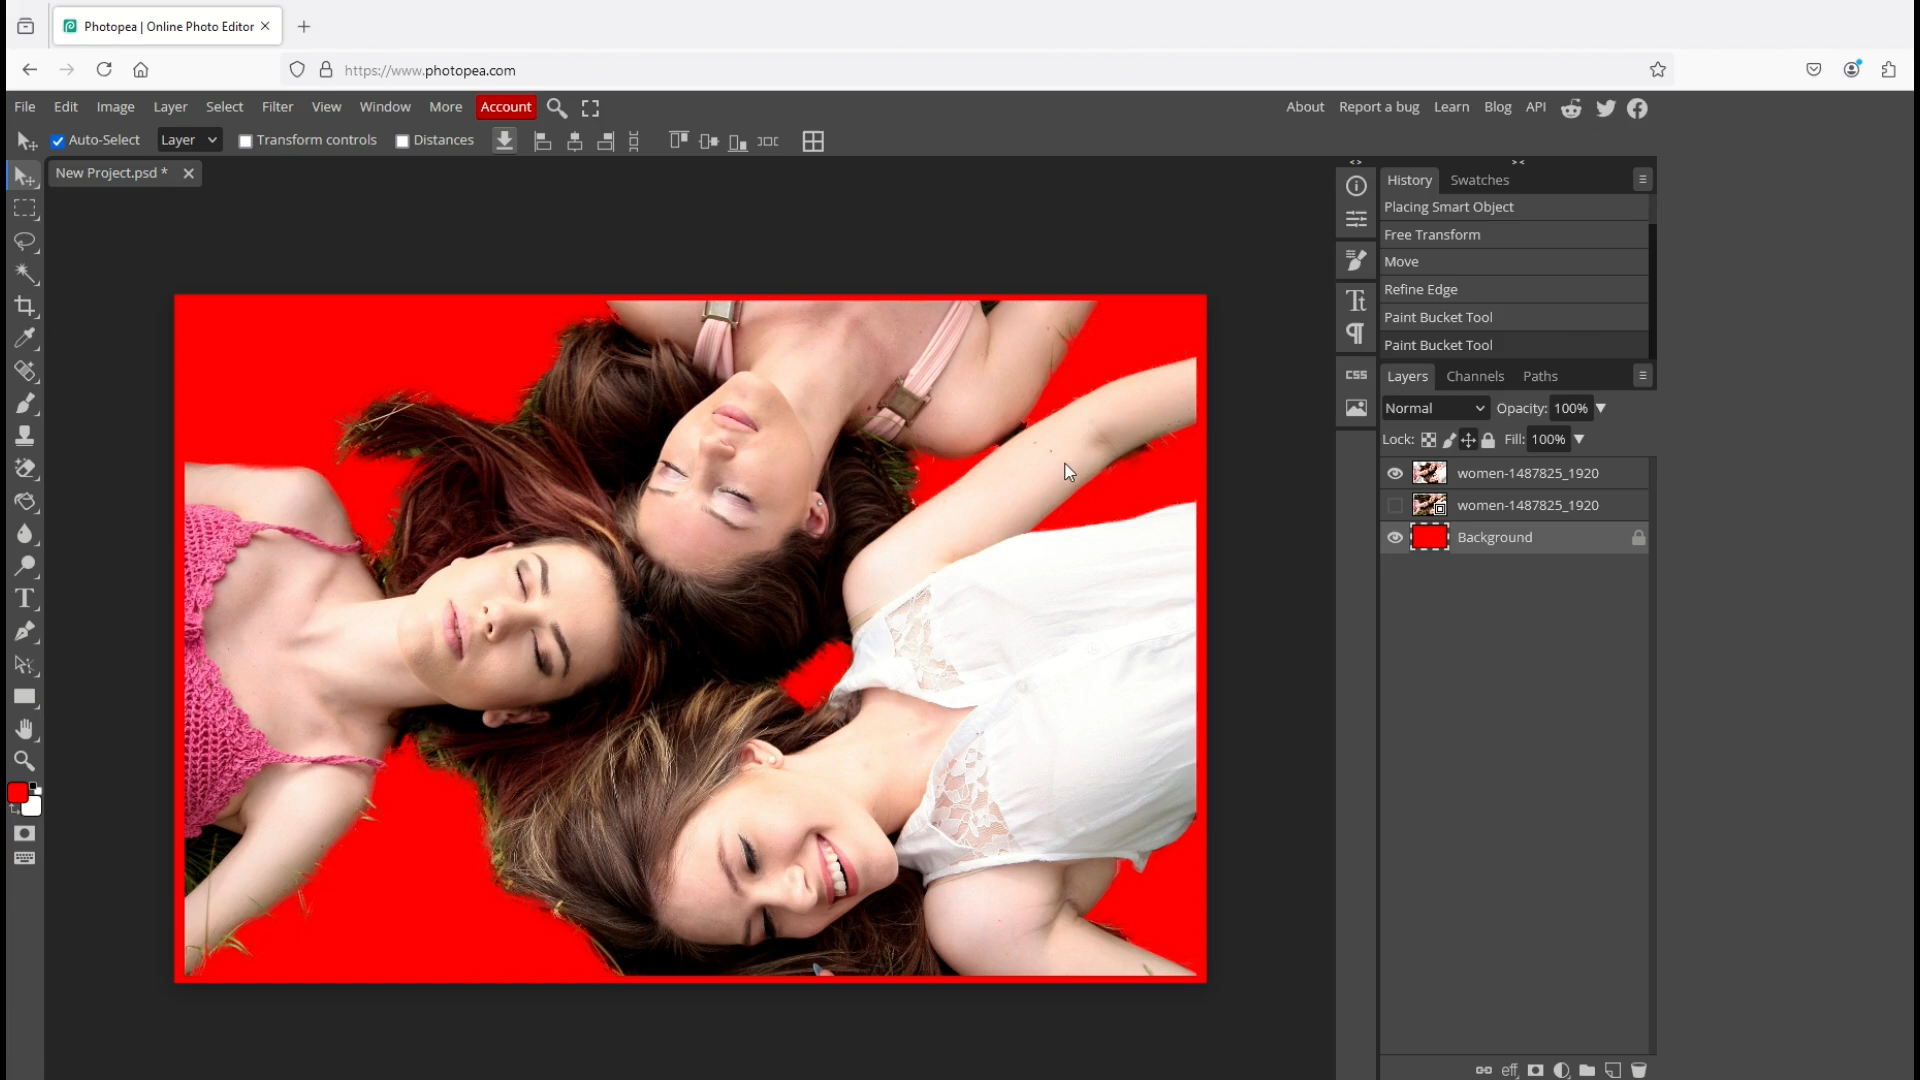 Photopea | Online Photo Editor
https://www.photopea.com
File Edit Image Layer Select Filter View Window More Account About Report a bug Learn Blog API
Auto-Select Layer Transform controls Distances
New Project.psd *
History Swatches
Placing Smart Object
Free Transform
Move
Refine Edge
Paint Bucket Tool
Paint Bucket Tool
CSS
Layers Channels Paths
Normal Opacity: 100%
Lock: Fill: 100%
women-1487825_1920
women-1487825_1920
Background
eff